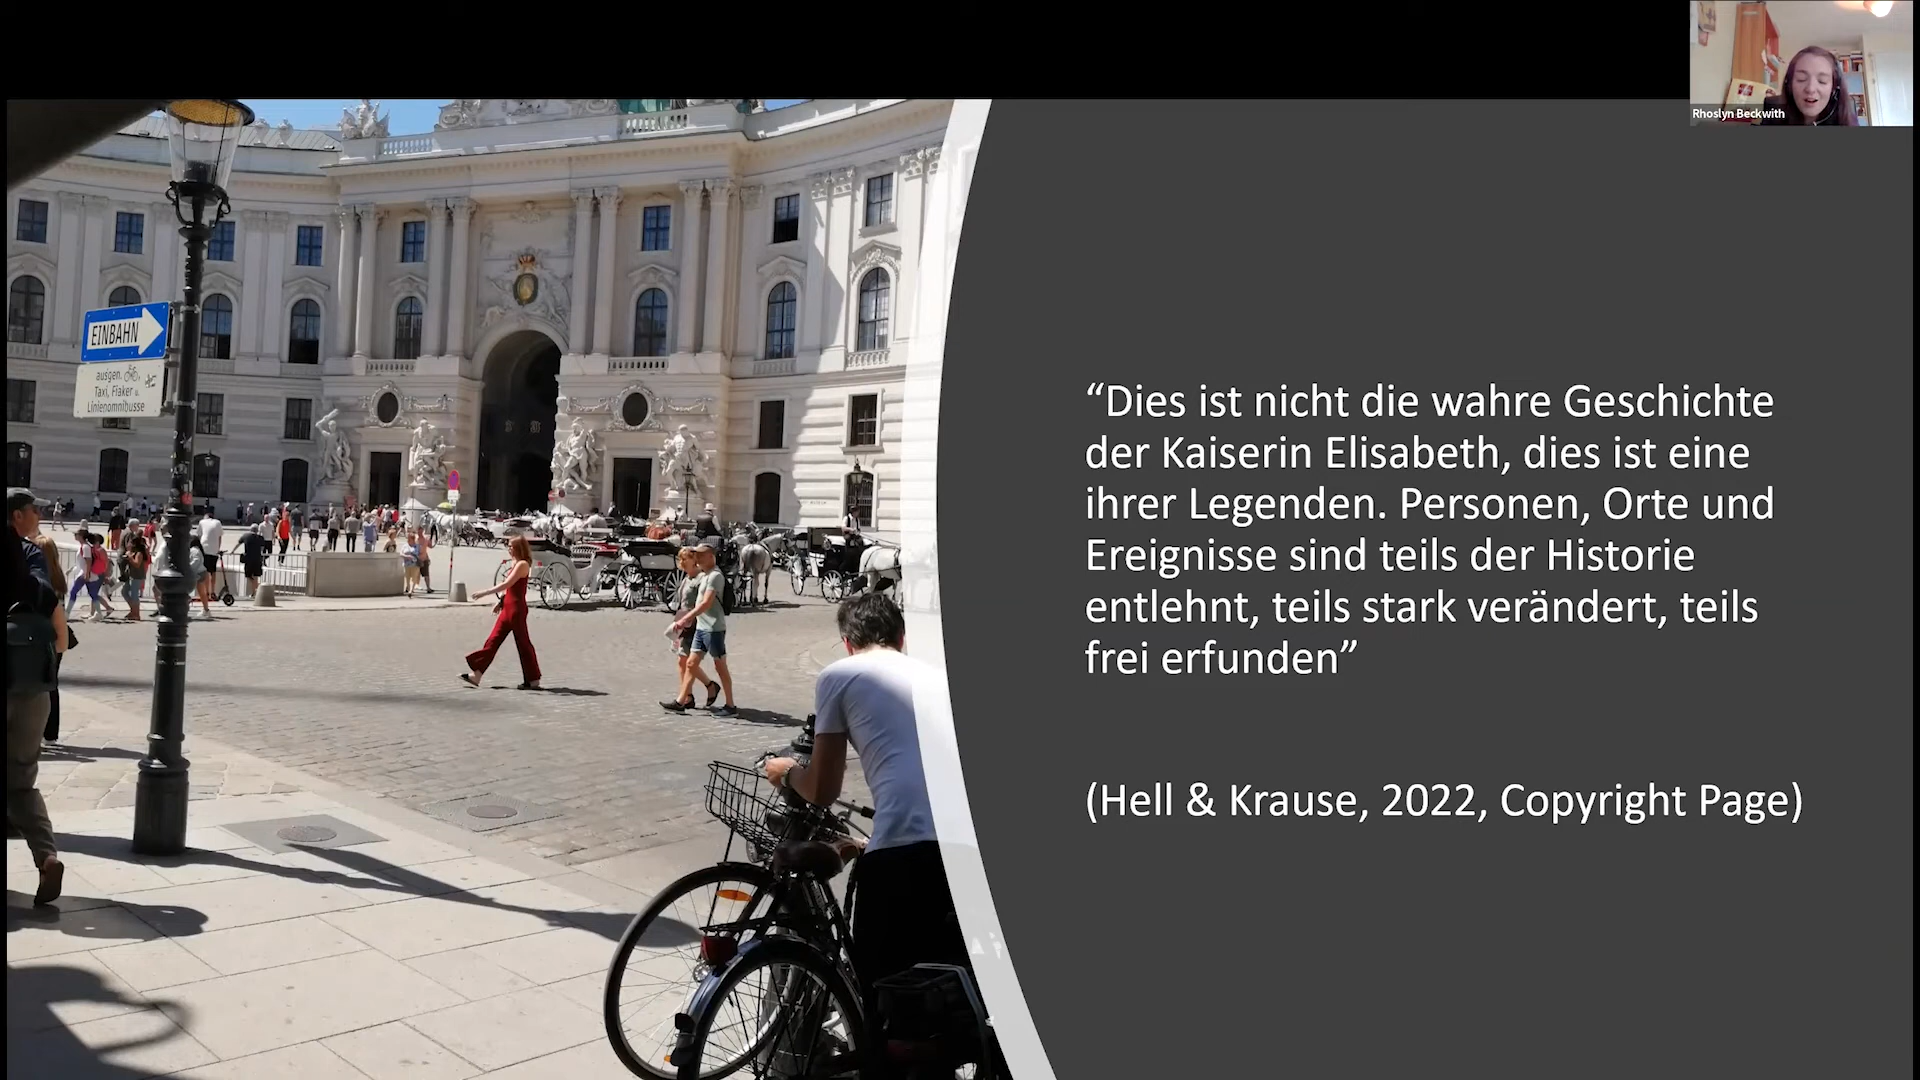 Rhoslyn Beckwith
EINBAHN
ausgen.
Taxi, Fiaker u.
Linienomnibusse
“Dies ist nicht die wahre Geschichte
der Kaiserin Elisabeth, dies ist eine
ihrer Legenden. Personen, Orte und
Ereignisse sind teils der Historie
entlehnt, teils stark verändert, teils
frei erfunden”
(Hell & Krause, 2022, Copyright Page)